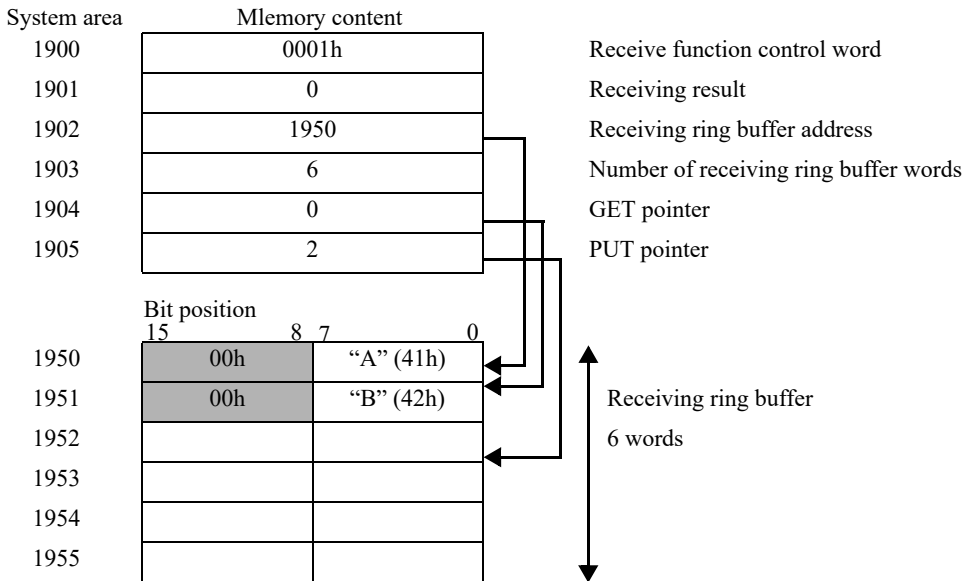 System area Mlemory content
1900 0001h Receive function control word
1901 0 Receiving result
1902 1950 Receiving ring buffer address
1903 6 Number of receiving ring buffer words
1904 0 GET pointer
1905 2 PUT pointer
Bit position
15 8 7 0
1950 00h “A” (41h)
1951 00h “B” (42h) Receiving ring buffer
1952 6 words
1953
1954
1955